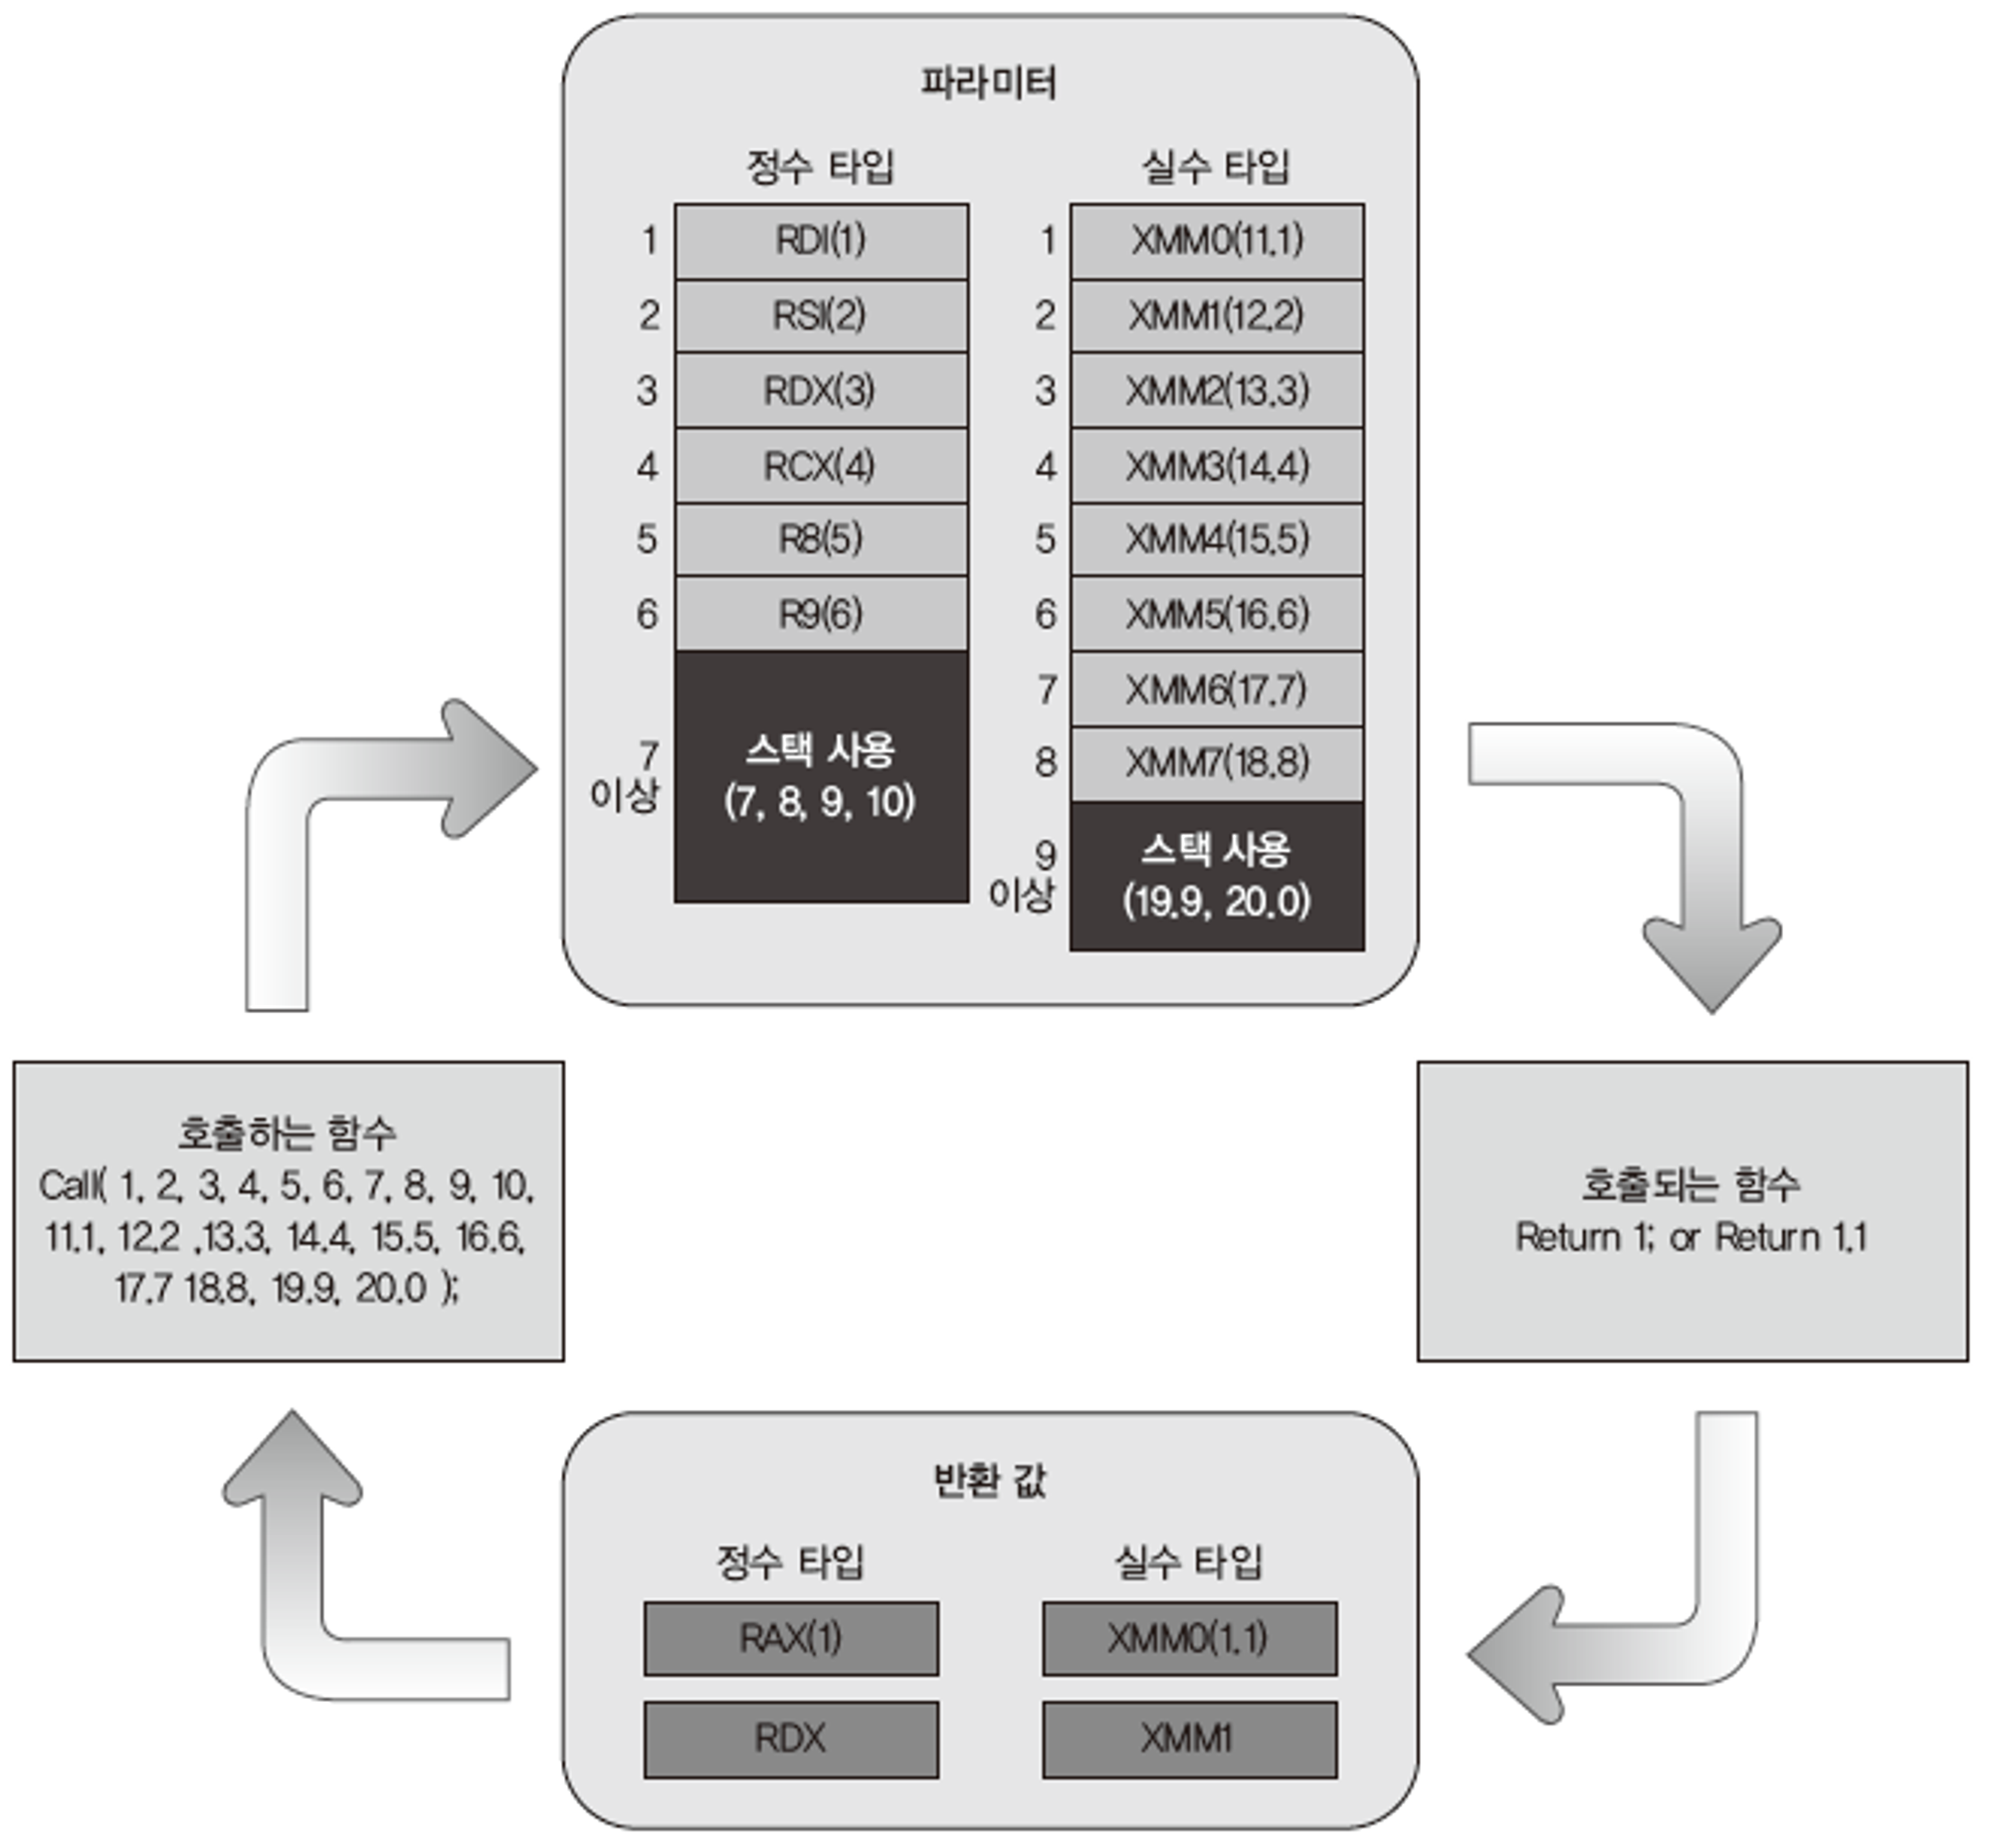 파라미터
정수 타입
실수 타입
1 RDI(1)
1 XMM0(11.1)
2 RSI(2)
2 XMM1(12.2)
3 RDX(3)
3 XMM2(13.3)
4 RCX(4)
4 XMM3(14.4)
5 R8(5)
5 XMM4(15.5)
6 R9(6)
6 XMM5(16.6)
7 XMM6(17.7)
7
이상
스택 사용
(7, 8, 9, 10)
8 XMM7(18.8)
9
이상
스택 사용
(19.9, 20.0)
호출하는 함수
Call( 1, 2, 3, 4, 5, 6, 7, 8, 9, 10,
11.1, 12.2 ,13.3, 14.4, 15.5, 16.6,
17.7 18.8, 19.9, 20.0 );
호출되는 함수
Return 1; or Return 1.1
반환 값
정수 타입
실수 타입
RAX(1)
XMM0(1.1)
RDX
XMM1